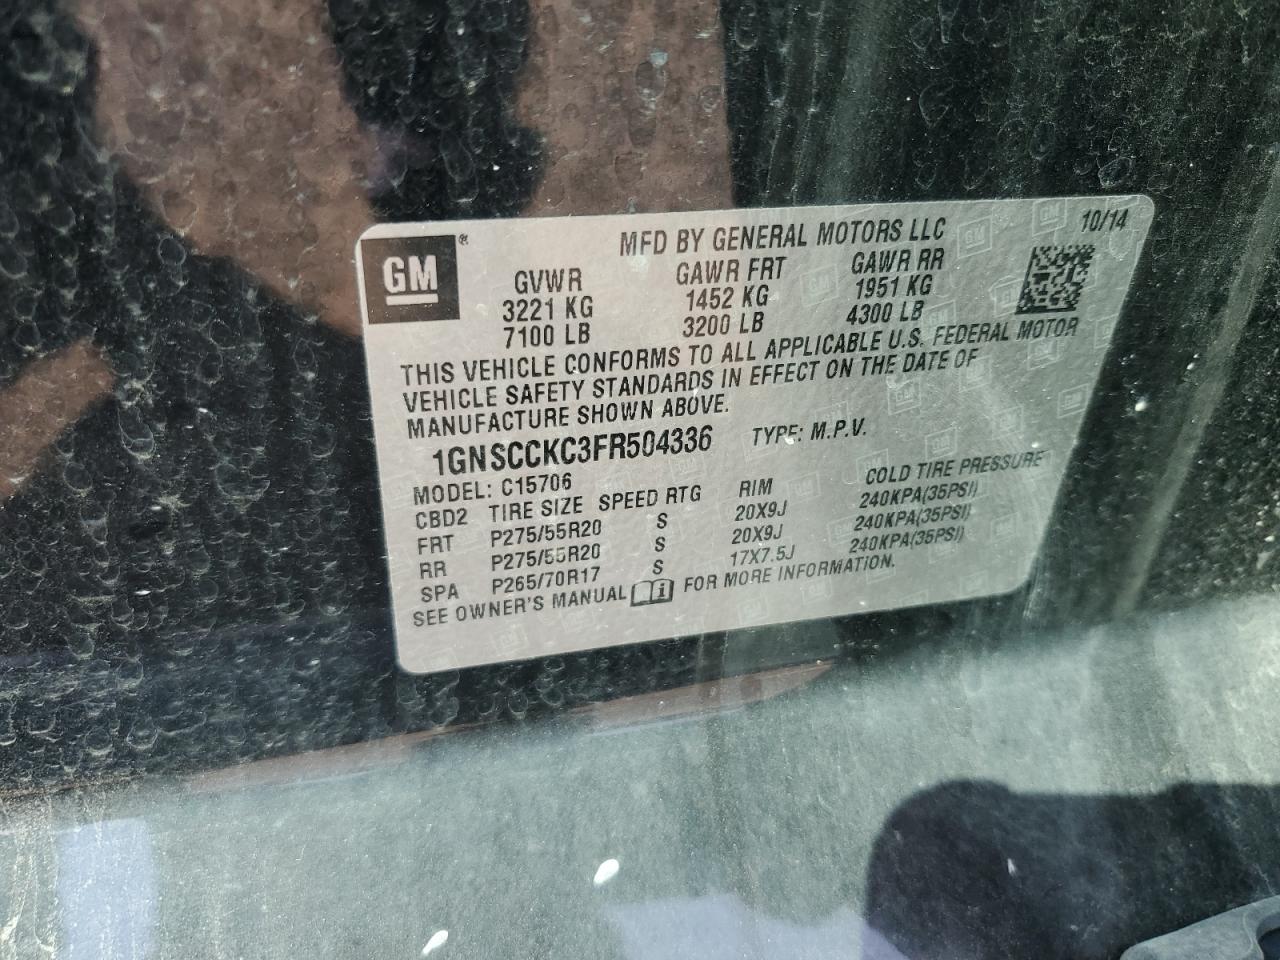 GM ®
MFD BY GENERAL MOTORS LLC 10/14
GVWR GAWR FRT GAWR RR
3221 KG 1452 KG 1951 KG
7100 LB 3200 LB 4300 LB
THIS VEHICLE CONFORMS TO ALL APPLICABLE U.S. FEDERAL MOTOR
VEHICLE SAFETY STANDARDS IN EFFECT ON THE DATE OF
MANUFACTURE SHOWN ABOVE.
1GNSCCKC3FR504336 TYPE: M.P.V.
MODEL: C15706
CBD2 TIRE SIZE SPEED RTG RIM COLD TIRE PRESSURE
FRT P275/55R20 S 20X9J 240KPA(35PSI)
RR P275/55R20 S 20X9J 240KPA(35PSI)
SPA P265/70R17 S 17X7.5J 240KPA(35PSI)
SEE OWNER'S MANUAL i FOR MORE INFORMATION.